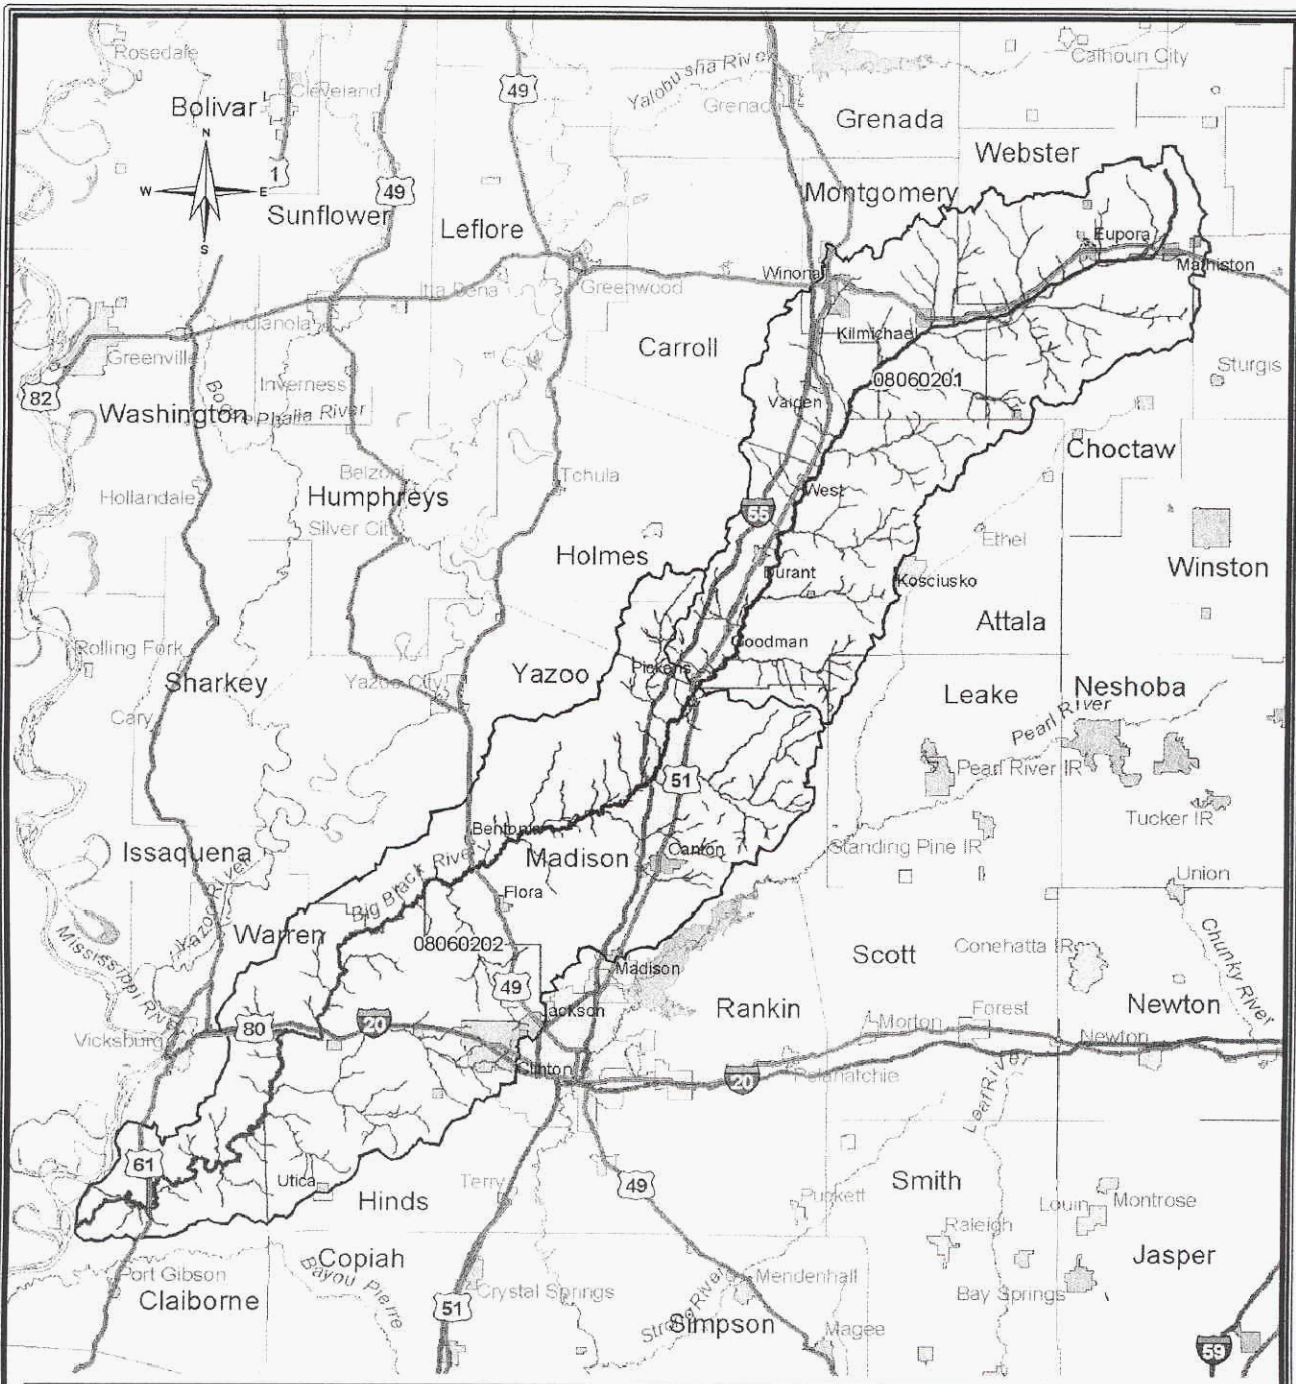 Rosedale
Calhoun City
Yalobusha River
49
Cleveland
Bolivar
Grenada
Grenada
N
Webster
W
E
1
49
Montgomery
Sunflower
Leflore
S
Eupora
Winona
Mathiston
Itta Bena
Greenwood
Indianola
Kilmichael
Carroll
Greenville
Sturgis
08060201
Inverness
82
Vaiden
Washington
Bogue Phalia River
Choctaw
Belzoni
Tchula
Hollandale
Humphreys
West
55
Silver City
Ethel
Holmes
Winston
Durant
Kosciusko
Attala
Goodman
Rolling Fork
Pickens
Yazoo
Sharkey
Yazoo City
Leake
Neshoba
Cary
Pearl River
Pearl River IR
51
Tucker IR
Bentonia
Issaquena
Madison
Canton
Standing Pine IR
Big Black River
Union
Flora
Yazoo River
Warren
08060202
Mississippi River
Scott
Conehatta IR
Chunky River
Madison
49
Rankin
Newton
Jackson
Forest
80
20
Morton
Vicksburg
Newton
Clinton
20
Pelahatchie
Leaf River
61
Utica
Terry
49
Smith
Hinds
Puckett
Louin
Montrose
Raleigh
Copiah
Jasper
Port Gibson
Bayou Pierre
Mendenhall
Crystal Springs
Bay Springs
Claiborne
51
Strong River
Simpson
Magee
59